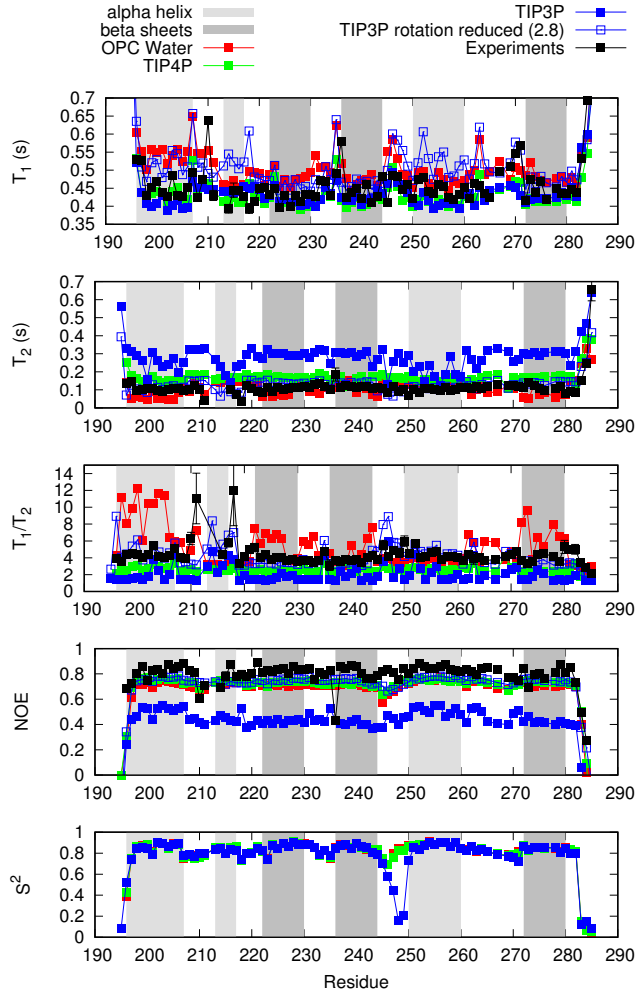 alpha helix
beta sheets
OPC Water
TIP4P
TIP3P
TIP3P rotation reduced (2.8)
Experiments
T1 (s)
0.7
0.65
0.6
0.55
0.5
0.45
0.4
0.35
190 200 210 220 230 240 250 260 270 280 290
T2 (s)
0.7
0.6
0.5
0.4
0.3
0.2
0.1
0
190 200 210 220 230 240 250 260 270 280 290
T1/T2
14
12
10
8
6
4
2
0
190 200 210 220 230 240 250 260 270 280 290
NOE
1
0.8
0.6
0.4
0.2
0
190 200 210 220 230 240 250 260 270 280 290
S2
1
0.8
0.6
0.4
0.2
0
190 200 210 220 230 240 250 260 270 280 290
Residue